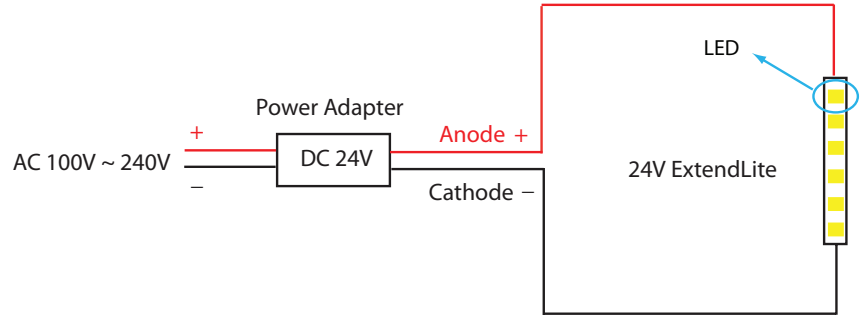 LED
Power Adapter
+
Anode +
AC 100V ~ 240V
DC 24V
24V ExtendLite
−
Cathode −